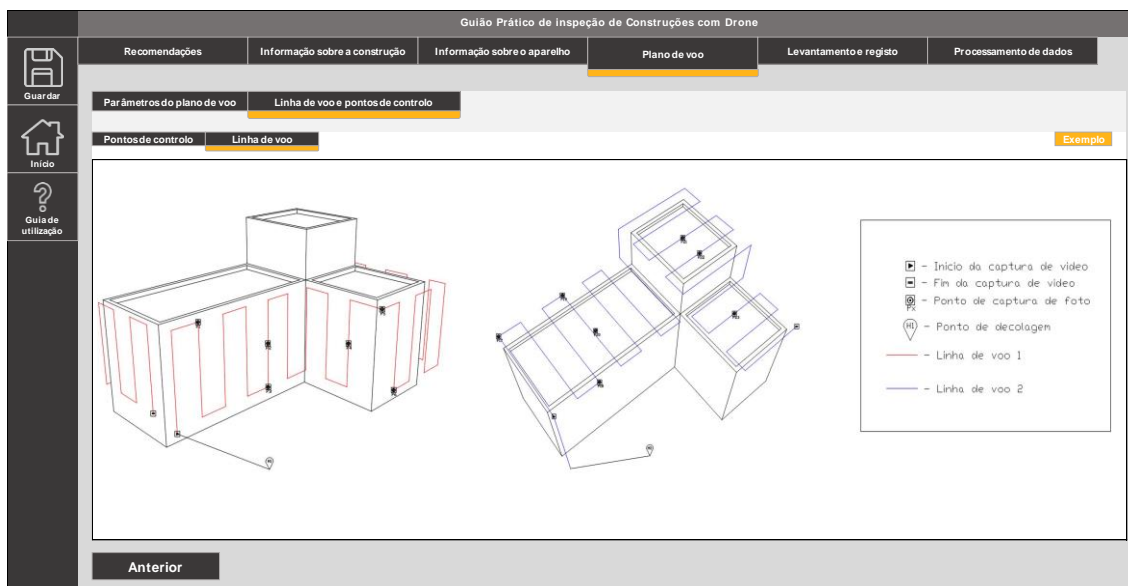 Guião Prático de inspeção de Construções com Drone
Recomendações
Informação sobre a construção
Informação sobre o aparelho
Plano de voo
Levantamento e registo
Processamento de dados
Guardar
Início
Guia de
utilização
Parâmetros do plano de voo
Linha de voo e pontos de controlo
Pontos de controlo
Linha de voo
Exemplo
- Inicio da captura de video
- Fim da captura de video
- Ponto de captura de foto
Px
H1
- Ponto de decolagem
- Linha de voo 1
- Linha de voo 2
Anterior